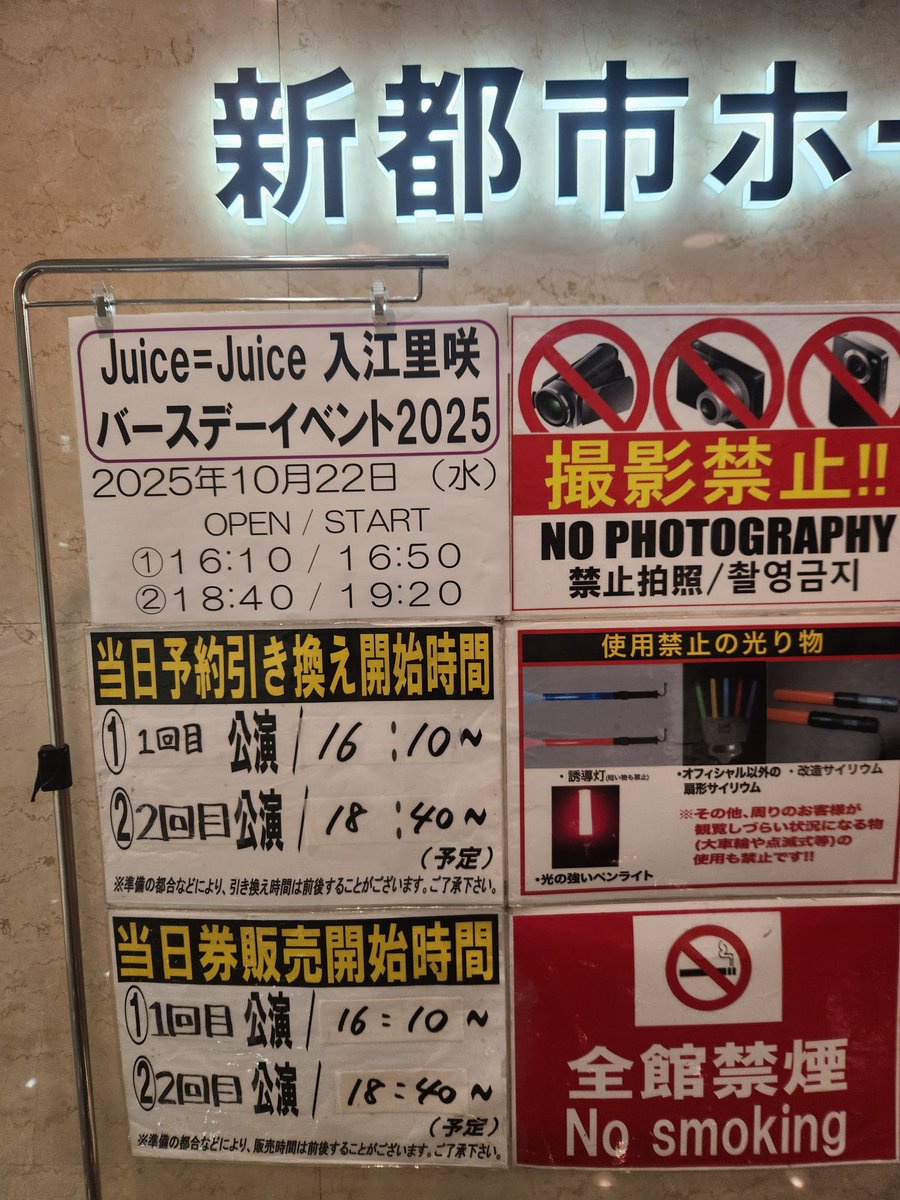 新都市ホー
Juice=Juice 入江里咲
バースデーイベント2025
2025年10月22日 (水)
OPEN / START
①16:10 / 16:50
②18:40 / 19:20
当日予約引き換え開始時間
① 1回目 公演 / 16 :10~
② 2回目 公演 / 18 :40~
(予定)
※準備の都合などにより、引き換え時間は前後することがございます。ご了承下さい。
当日券販売開始時間
① 1回目 公演 / 16:10 ~
② 2回目 公演 / 18:40 ~
(予定)
※準備の都合などにより、販売時間は前後することがございます。ご了承下さい。
撮影禁止!!
NO PHOTOGRAPHY
禁止拍照/촬영금지
使用禁止の光り物
・誘導灯(短い物も禁止)
・オフィシャル以外の
扇形サイリウム
・改造サイリウム
・光の強いペンライト
※その他、周りのお客様が
観覧しづらい状況になる物
(大車輪や点滅式等)の
使用も禁止です!!
全館禁煙
No smoking